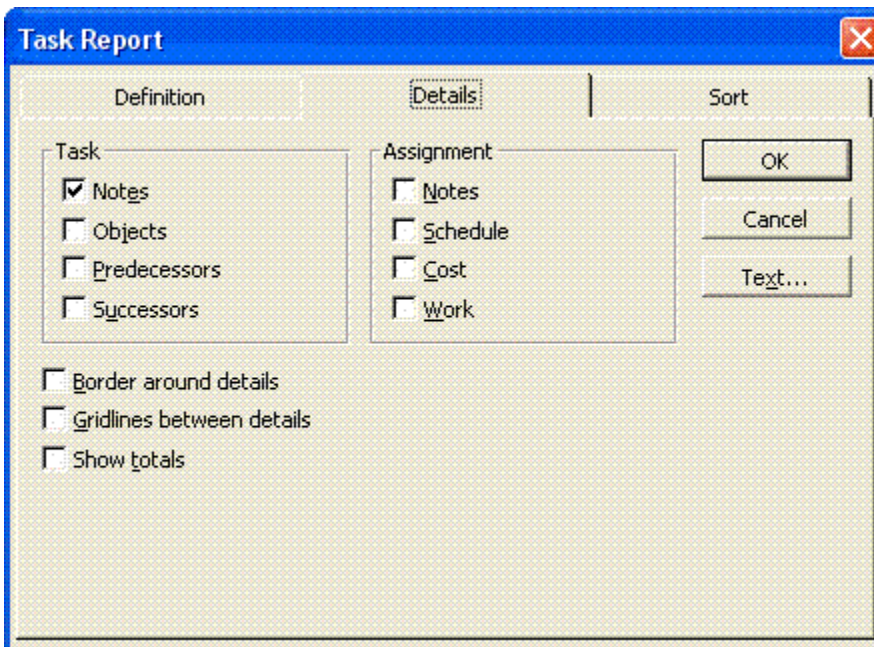 Task Report
Definition
Details
Sort
Task
Notes
Objects
Predecessors
Successors
Assignment
Notes
Schedule
Cost
Work
OK
Cancel
Text...
Border around details
Gridlines between details
Show totals